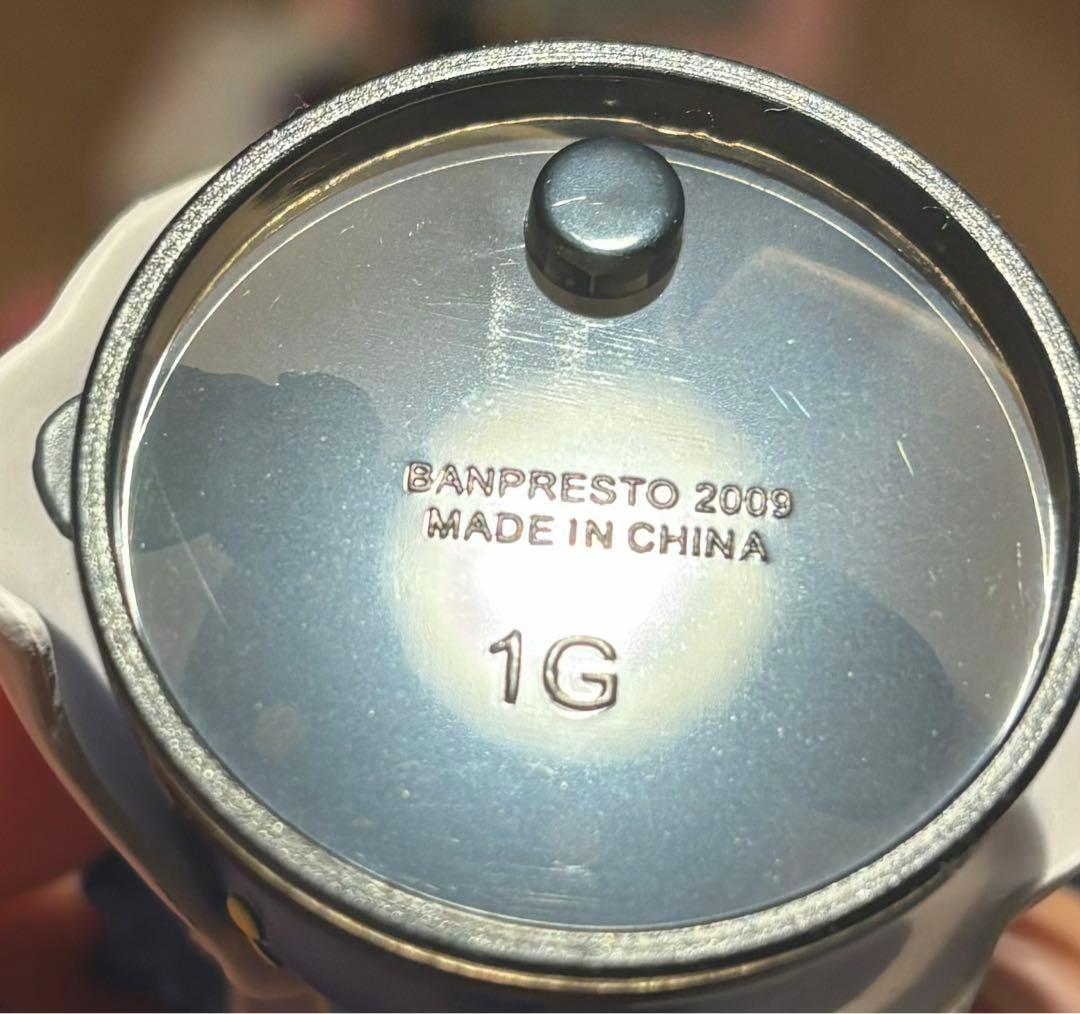 BANPRESTO 2009
MADE IN CHINA
1G